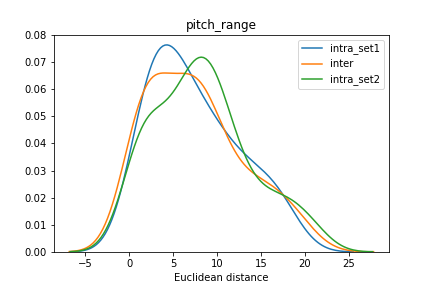 pitch_range
0.08
0.07
0.06
0.05
0.04
0.03
0.02
0.01
0.00
intra_set1
inter
intra_set2
−5 0 5 10 15 20 25
Euclidean distance